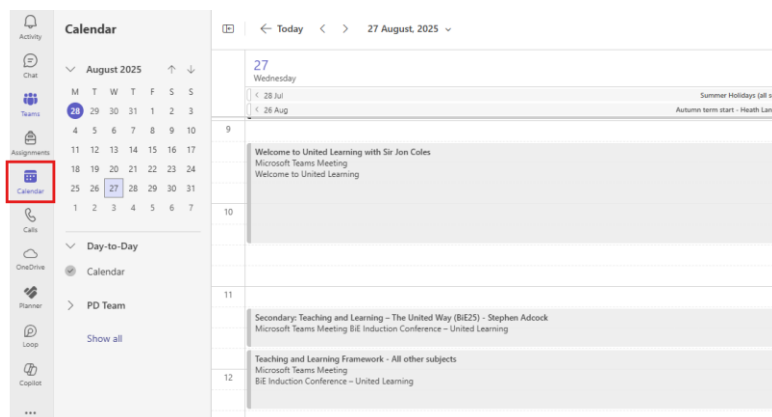 Activity
Chat
Teams
Assignments
Calendar
Calls
OneDrive
Planner
Loop
Copilot
Calendar
August 2025
M T W T F S S
28 29 30 31 1 2 3
4 5 6 7 8 9 10
11 12 13 14 15 16 17
18 19 20 21 22 23 24
25 26 27 28 29 30 31
1 2 3 4 5 6 7
Day-to-Day
Calendar
PD Team
Show all
Today
27 August, 2025
27
Wednesday
28 Jul
Summer Holidays (all s
26 Aug
Autumn term start - Heath Lan
9
Welcome to United Learning with Sir Jon Coles
Microsoft Teams Meeting
Welcome to United Learning
10
11
Secondary: Teaching and Learning – The United Way (BiE25) - Stephen Adcock
Microsoft Teams Meeting BiE Induction Conference – United Learning
Teaching and Learning Framework - All other subjects
Microsoft Teams Meeting
12
BiE Induction Conference – United Learning